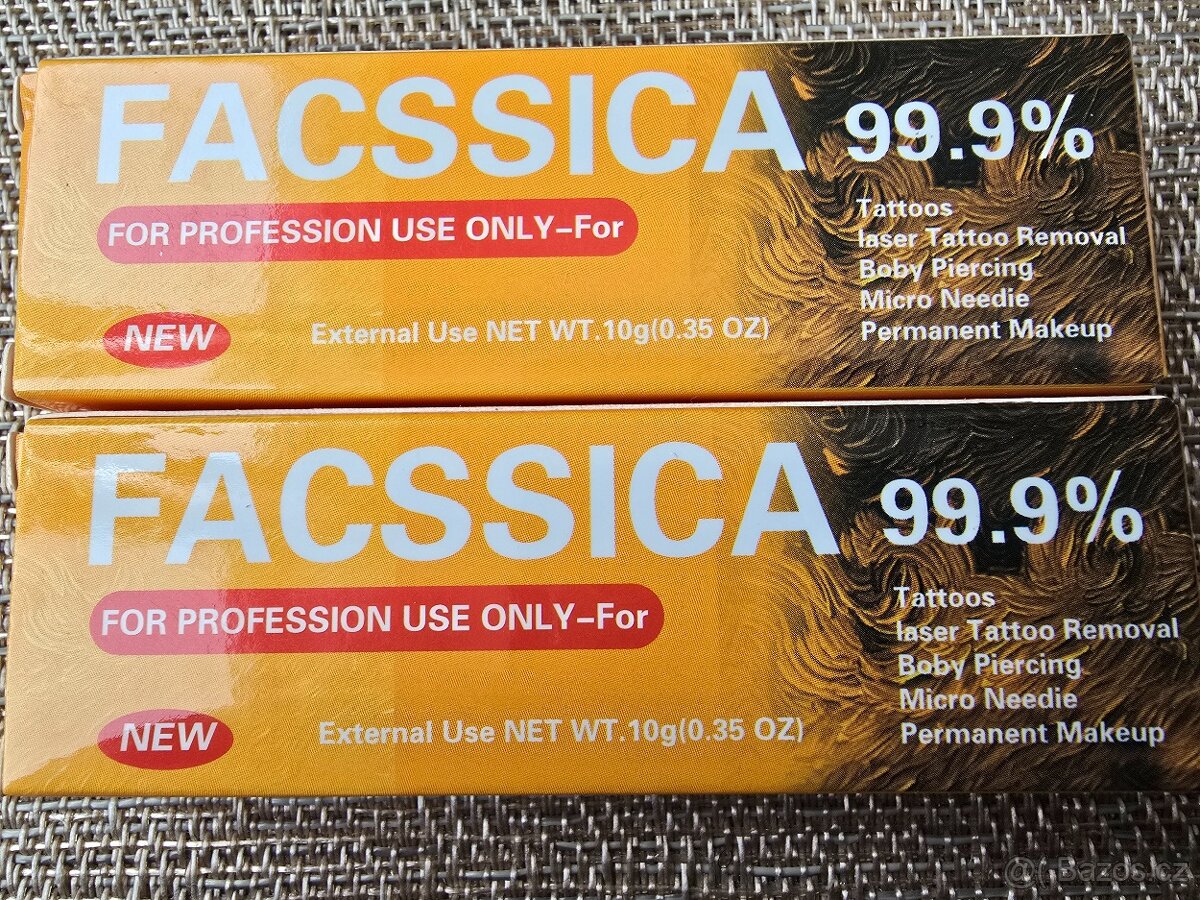 FACSSICA 99.9%
FOR PROFESSION USE ONLY–For
Tattoos
laser Tattoo Removal
Boby Piercing
Micro Needie
Permanent Makeup
NEW
External Use NET WT.10g(0.35 OZ)
FACSSICA 99.9%
FOR PROFESSION USE ONLY–For
Tattoos
laser Tattoo Removal
Boby Piercing
Micro Needie
Permanent Makeup
NEW
External Use NET WT.10g(0.35 OZ)
Bazos.cz